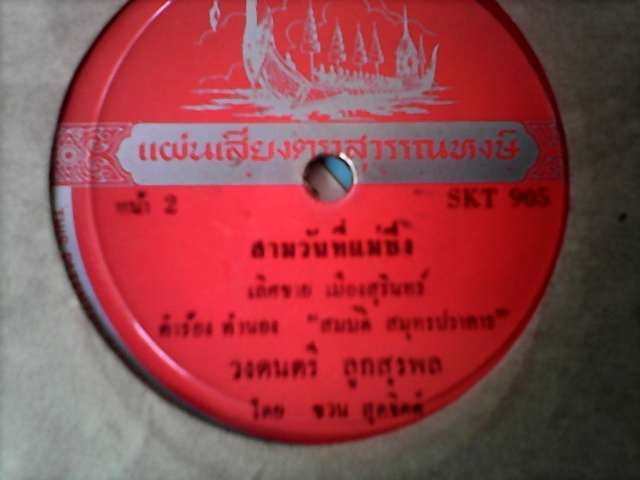 แผ่นเสียงตราสุวรรณหงษ์
หน้า 2
SKT 905
สามวันที่แม่ซึ้ง
เลิศชาย เมืองสุรินทร์
คำร้อง ทำนอง "สมบัติ สมุทรปราการ"
วงดนตรี ลูกสุรพล
โดย ชวน สุดจิตต์